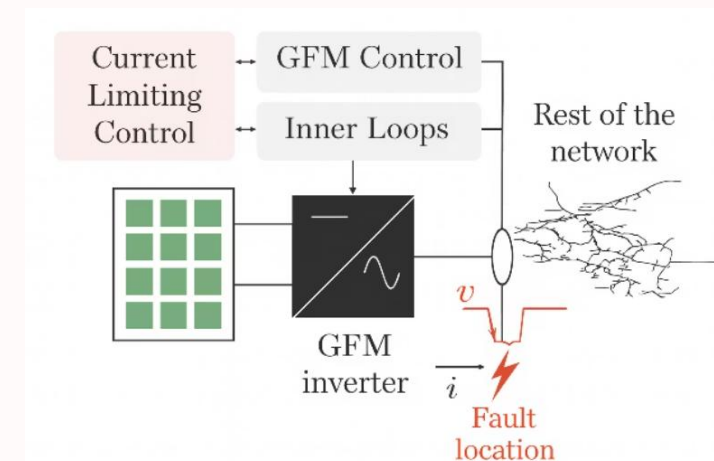 Current
Limiting
Control
GFM Control
Inner Loops
Rest of the
network
v
GFM
inverter
i
Fault
location